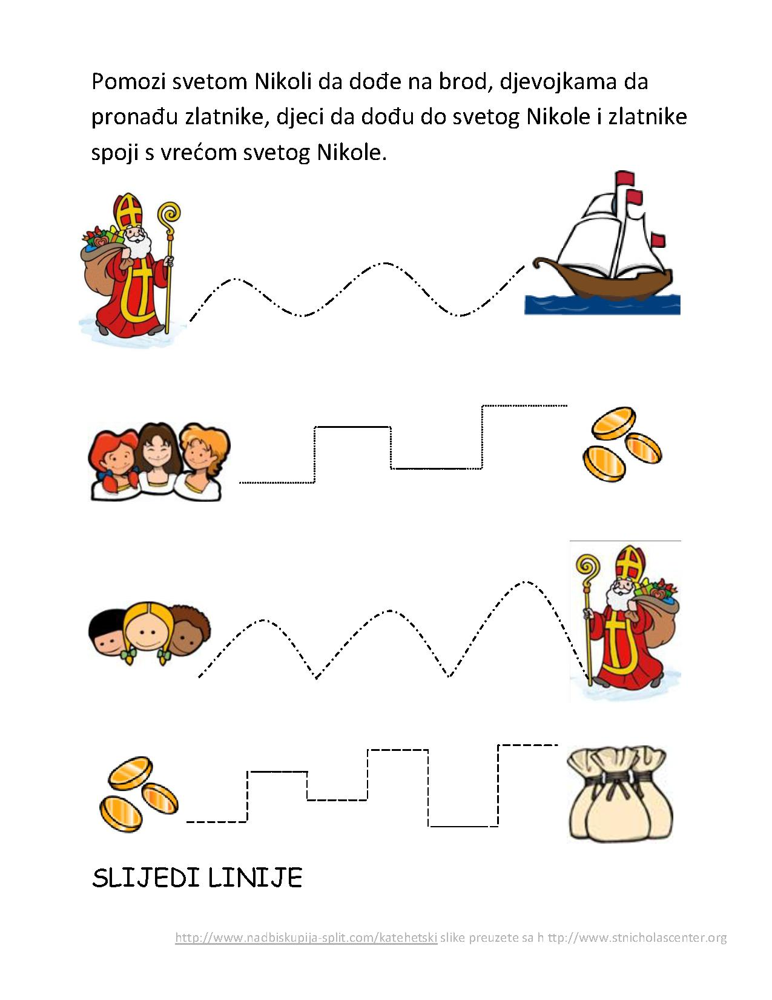 Pomozi svetom Nikoli da dođe na brod, djevojkama da
pronađu zlatnike, djeci da dođu do svetog Nikole i zlatnike
spoji s vrećom svetog Nikole.
SLIJEDI LINIJE
http://www.nadbiskupija-split.com/katehetski slike preuzete sa h ttp://www.stnicholascenter.org